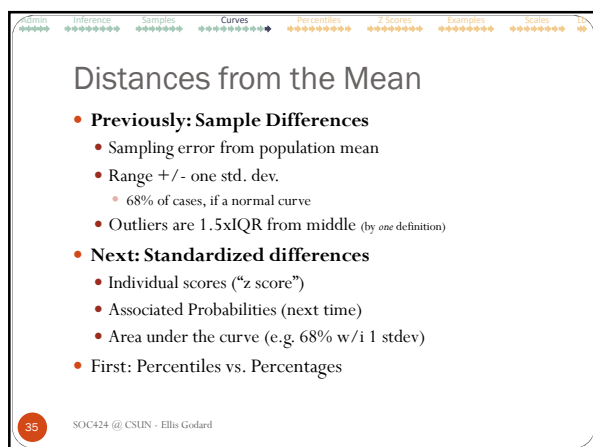 Admin Inference Samples Curves Percentiles Z Scores Examples Scales
Distances from the Mean
• Previously: Sample Differences
• Sampling error from population mean
• Range +/- one std. dev.
• 68% of cases, if a normal curve
• Outliers are 1.5xIQR from middle (by one definition)
• Next: Standardized differences
• Individual scores (“z score”)
• Associated Probabilities (next time)
• Area under the curve (e.g. 68% w/i 1 stdev)
• First: Percentiles vs. Percentages
35 SOC424 @ CSUN - Ellis Godard